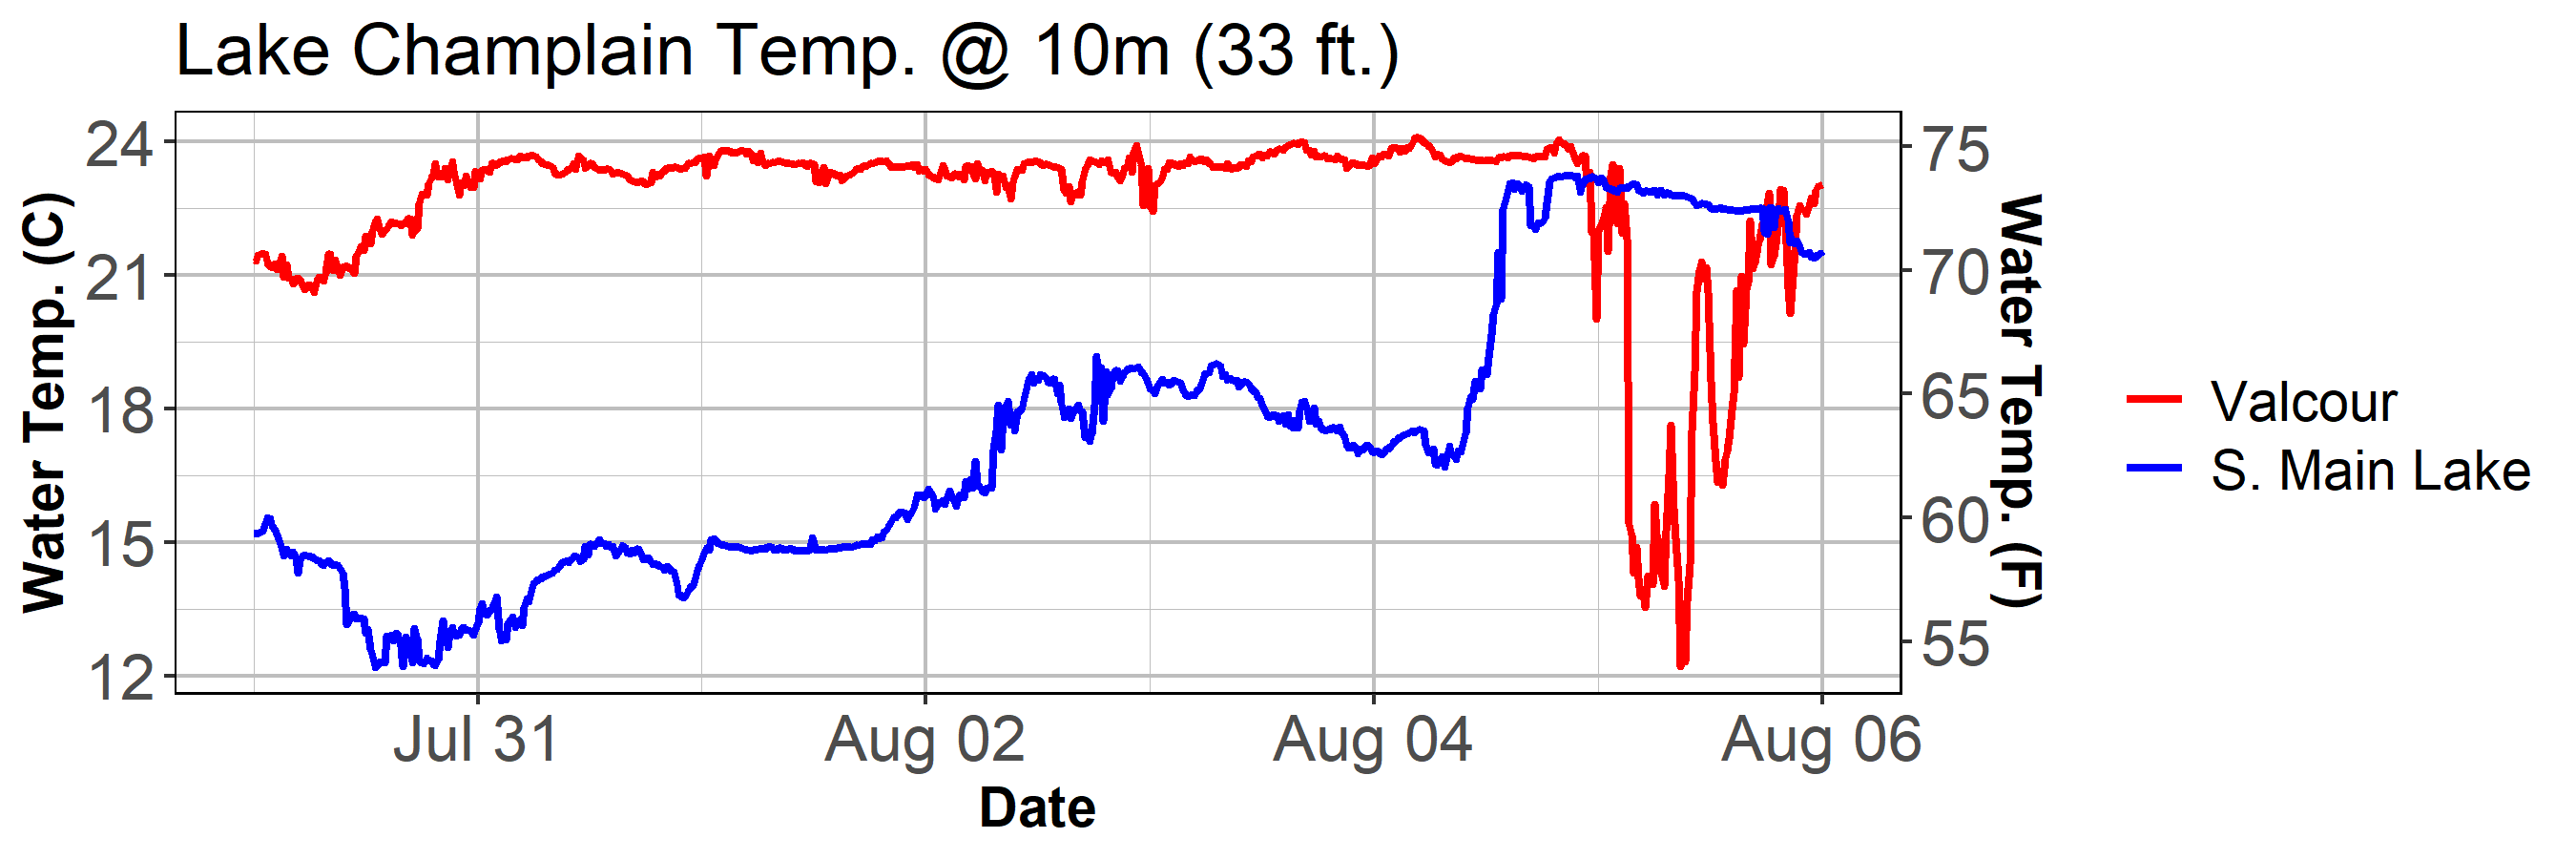 Lake Champlain Temp. @ 10m (33 ft.)
Water Temp. (C)
24
21
18
15
12
75
70
65
60
55
Water Temp. (F)
Jul 31
Aug 02
Aug 04
Aug 06
Date
Valcour
S. Main Lake